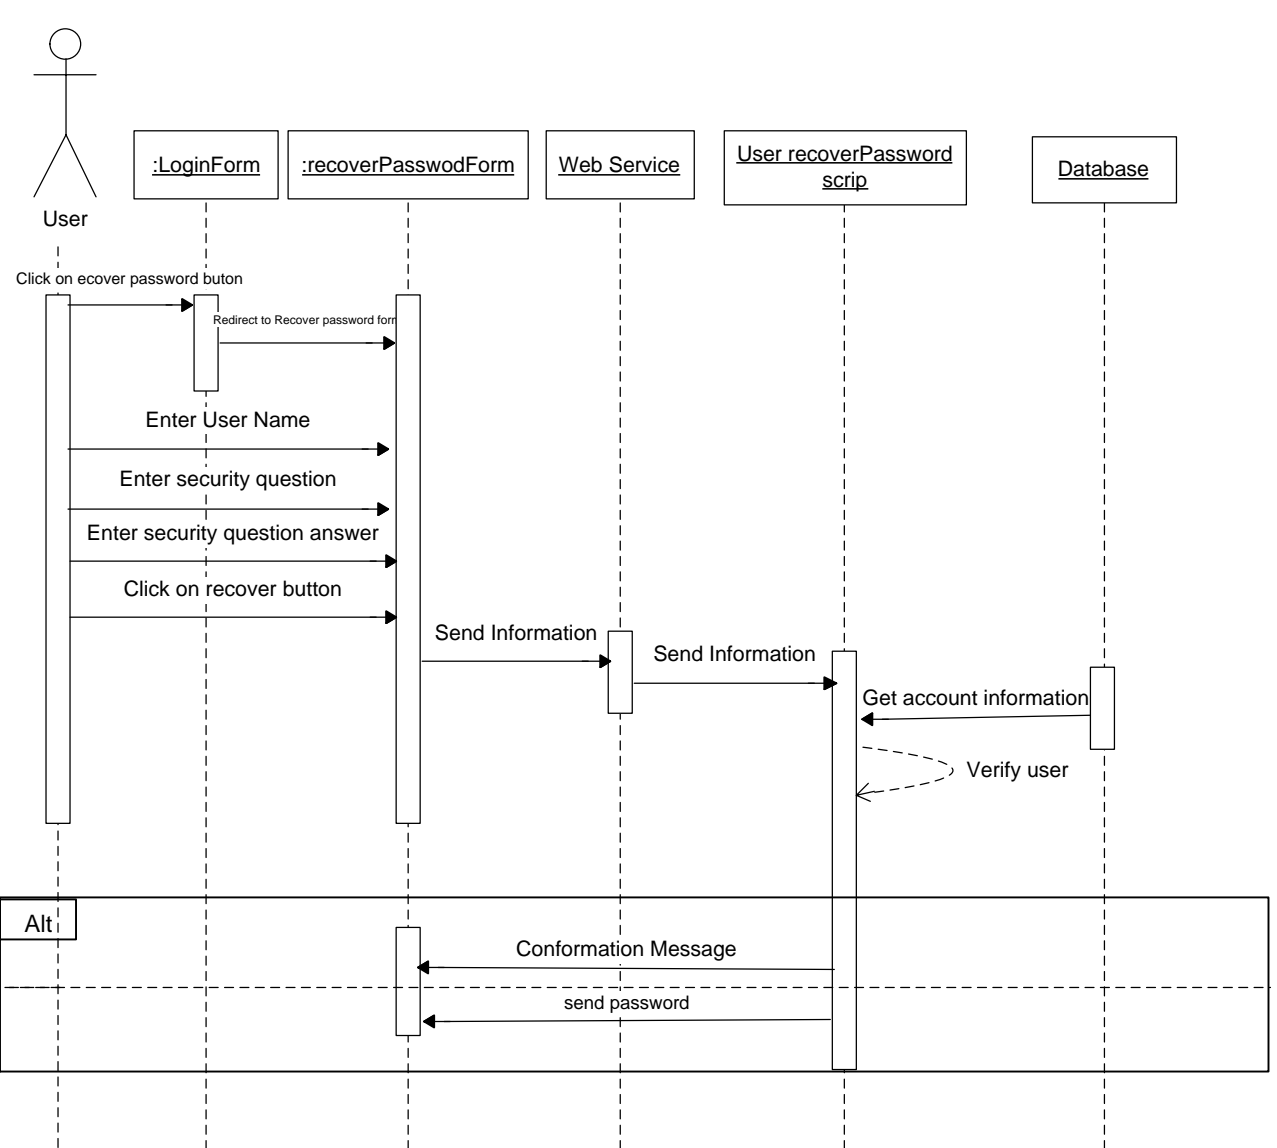 :LoginForm
:recoverPasswodForm
Web Service
User recoverPassword
scrip
Database
User
Click on ecover password buton
Redirect to Recover password forr
Enter User Name
Enter security question
Enter security question answer
Click on recover button
Send Information
Send Information
Get account information
Verify user
Alt
Conformation Message
send password